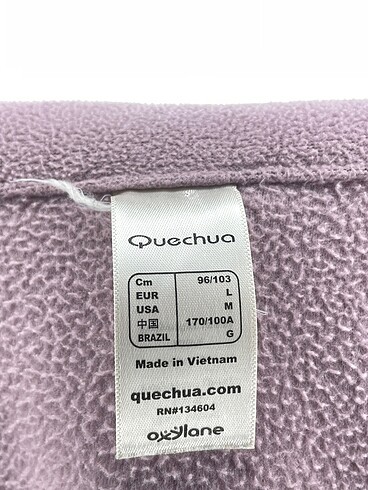 Quechua
Cm 96/103
EUR L
USA M
中国 170/100A
BRAZIL G
Made in Vietnam
quechua.com
RN#134604
oxylane